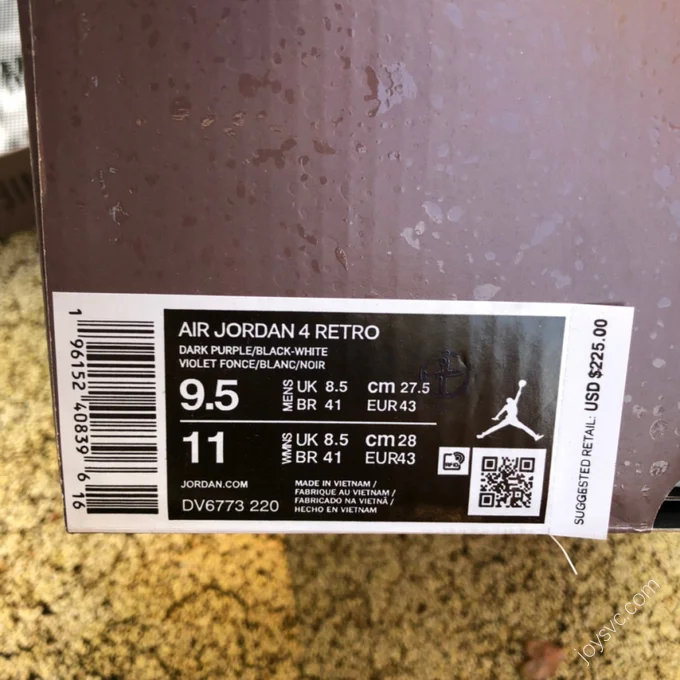 AIR JORDAN 4 RETRO
DARK PURPLE/BLACK-WHITE
VIOLET FONCE/BLANC/NOIR
9.5 MENS UK 8.5 cm 27.5
BR 41 EUR 43
11 WMNS UK 8.5 cm 28
BR 41 EUR43
JORDAN.COM
DV6773 220
MADE IN VIETNAM /
FABRIQUE AU VIETNAM /
FABRICADO NA VIETNÃ /
HECHO EN VIETNAM
1 96152 40839 6 16
SUGGESTED RETAIL: USD $225.00
joysvc.com